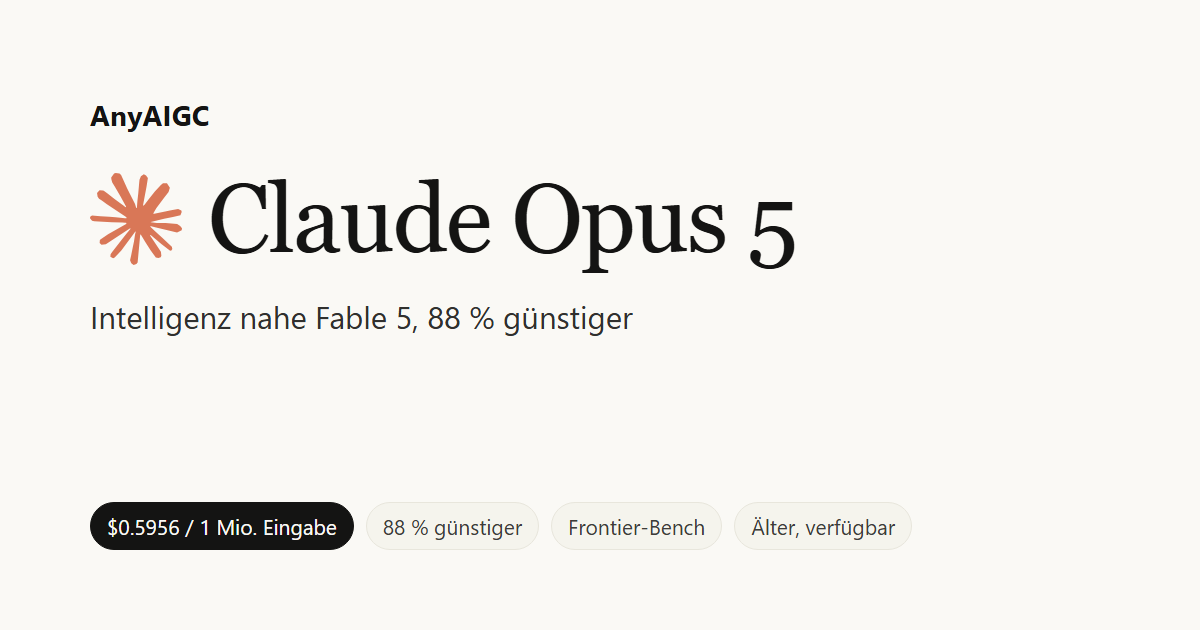 AnyAIGC
Claude Opus 5
Intelligenz nahe Fable 5, 88 % günstiger
$0.5956 / 1 Mio. Eingabe
88 % günstiger
Frontier-Bench
Älter, verfügbar